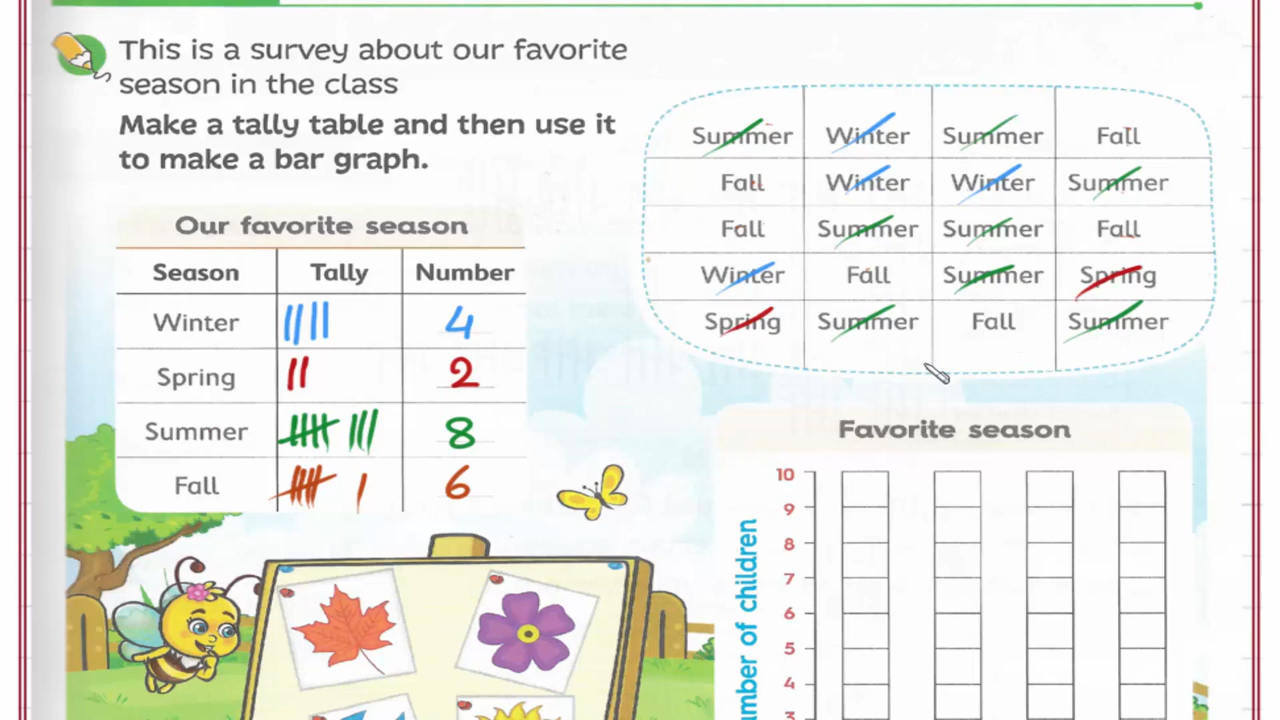 This is a survey about our favorite
season in the class
Make a tally table and then use it
to make a bar graph.
Our favorite season
Season Tally Number
Winter 4
Spring 2
Summer 8
Fall 6
Summer Winter Summer Fall
Fall Winter Winter Summer
Fall Summer Summer Fall
Winter Fall Summer Spring
Spring Summer Fall Summer
Favorite season
10
9
8
7
6
5
4
3
of children